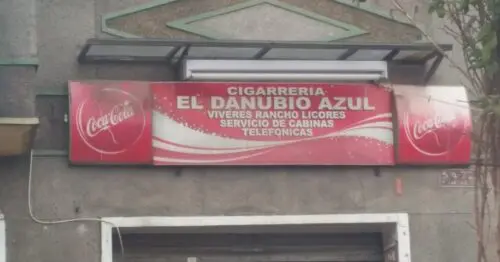 CIGARRERIA
EL DANUBIO AZUL
VIVERES RANCHO LICORES
SERVICIO DE CABINAS
TELEFONICAS
Coca-Cola
Coca-Cola